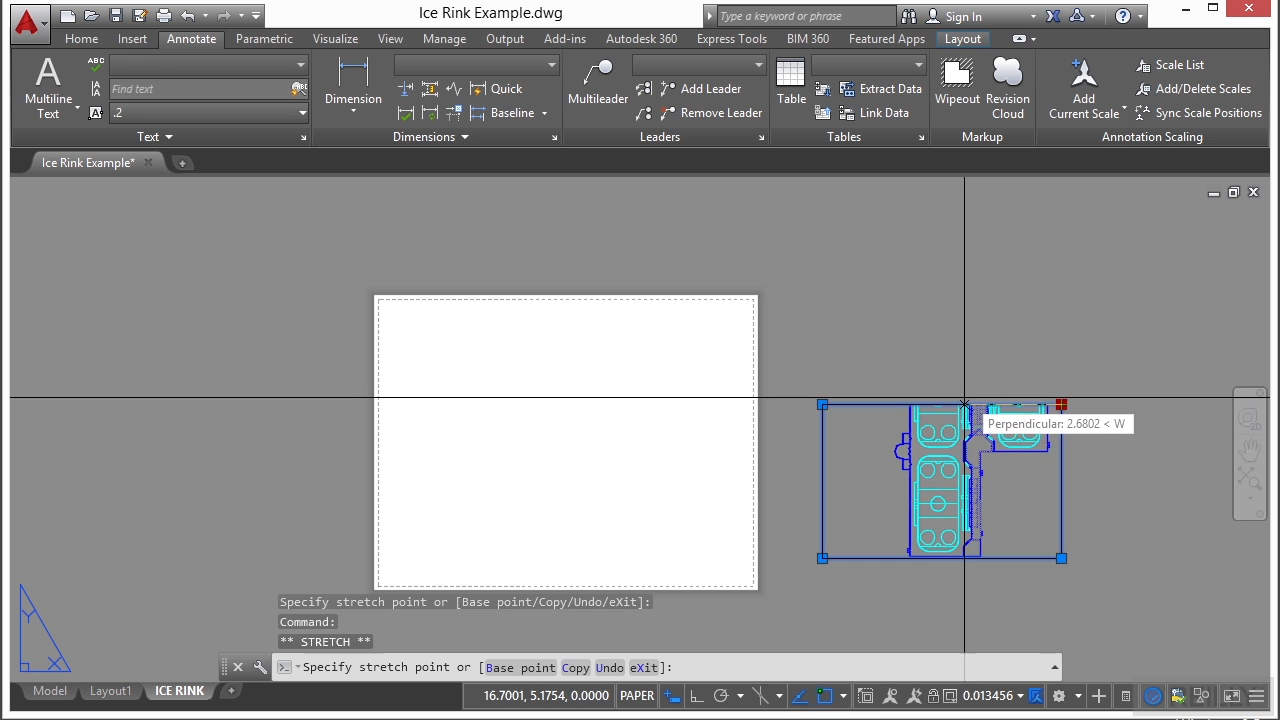 Ice Rink Example.dwg
Type a keyword or phrase
Sign In
Home Insert Annotate Parametric Visualize View Manage Output Add-ins Autodesk 360 Express Tools BIM 360 Featured Apps Layout
ABC
Multiline
Text
Find text
.2
Text
Dimension
Quick
Baseline
Dimensions
Multileader
Add Leader
Remove Leader
Leaders
Table
Extract Data
Link Data
Tables
Wipeout
Revision
Cloud
Markup
Add
Current Scale
Scale List
Add/Delete Scales
Sync Scale Positions
Annotation Scaling
Ice Rink Example*
Perpendicular: 2.6802 < W
Y
X
Specify stretch point or [Base point/Copy/Undo/eXit]:
Command:
** STRETCH **
Specify stretch point or [Base point Copy Undo eXit]:
Model Layout1 ICE RINK
16.7001, 5.1754, 0.0000 PAPER 0.013456